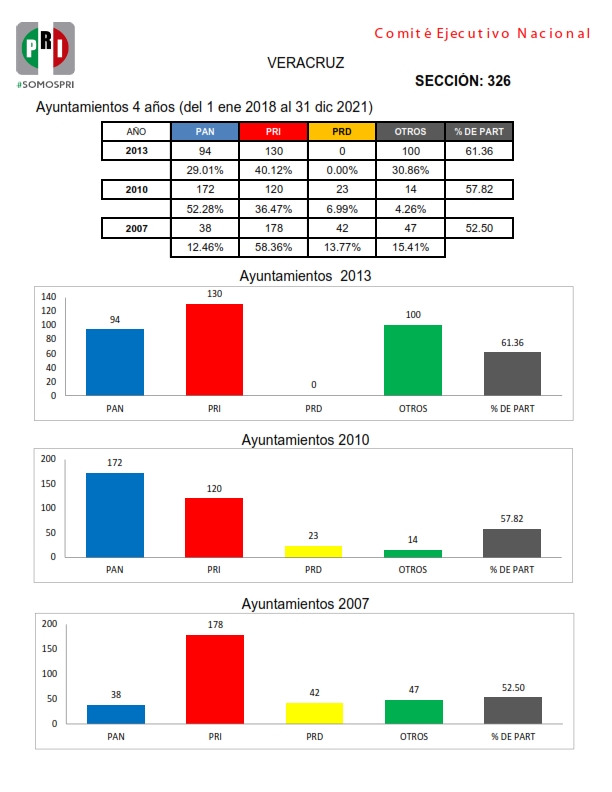 Comité Ejecutivo Nacional
PRI
#SOMOSPRI
VERACRUZ
SECCIÓN: 326
Ayuntamientos 4 años (del 1 ene 2018 al 31 dic 2021)
AÑO PAN PRI PRD OTROS % DE PART
2013 94 130 0 100 61.36
29.01% 40.12% 0.00% 30.86%
2010 172 120 23 14 57.82
52.28% 36.47% 6.99% 4.26%
2007 38 178 42 47 52.50
12.46% 58.36% 13.77% 15.41%
Ayuntamientos 2013
140
120
100
80
60
40
20
0
94 130 0 100 61.36
PAN PRI PRD OTROS % DE PART
Ayuntamientos 2010
200
150
100
50
0
172 120 23 14 57.82
PAN PRI PRD OTROS % DE PART
Ayuntamientos 2007
200
150
100
50
0
38 178 42 47 52.50
PAN PRI PRD OTROS % DE PART